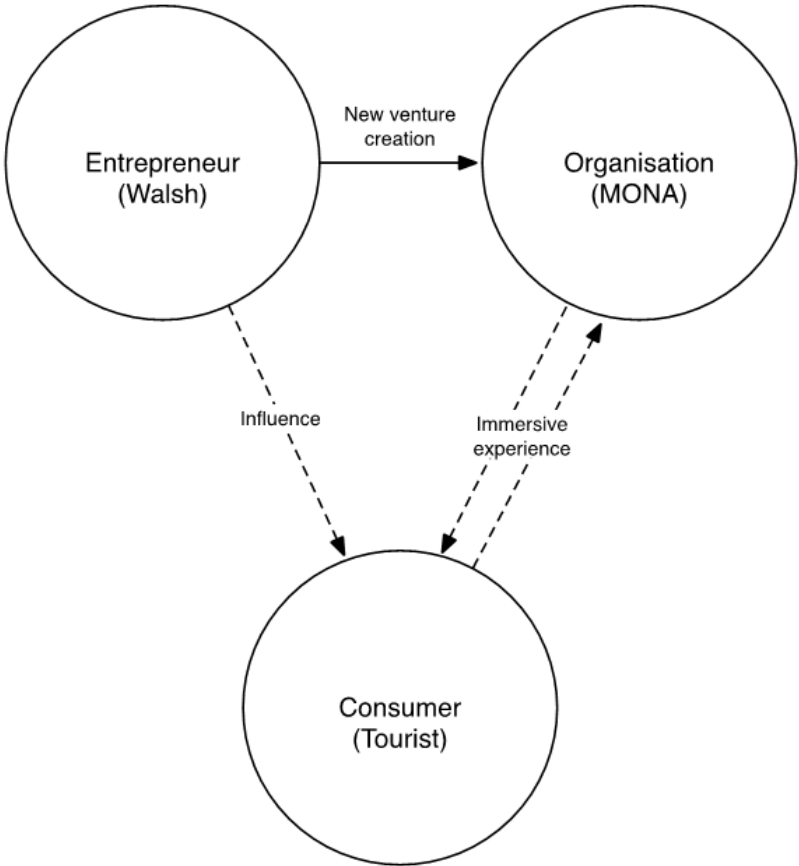 New venture
creation
Entrepreneur
(Walsh)
Organisation
(MONA)
Influence
Immersive
experience
Consumer
(Tourist)